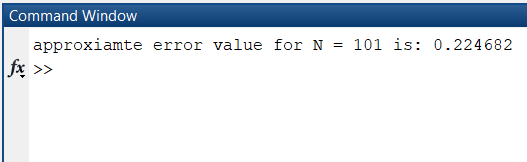 Command Window
approxiamte error value for N = 101 is: 0.224682
fx >>